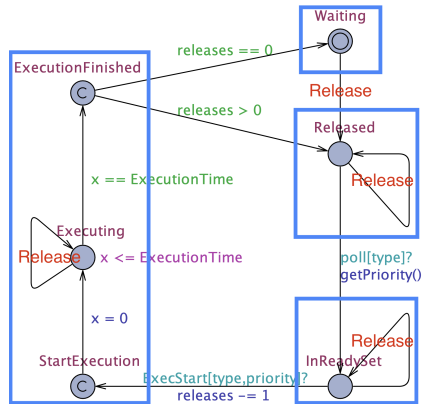 Waiting
releases == 0
ExecutionFinished
C
Release
releases > 0
Released
x == ExecutionTime
Release
Executing
Release
x <= ExecutionTime
poll[type]?
getPriority()
x = 0
Release
StartExecution
InReadySet
ExecStart[type,priority]?
C
releases -= 1